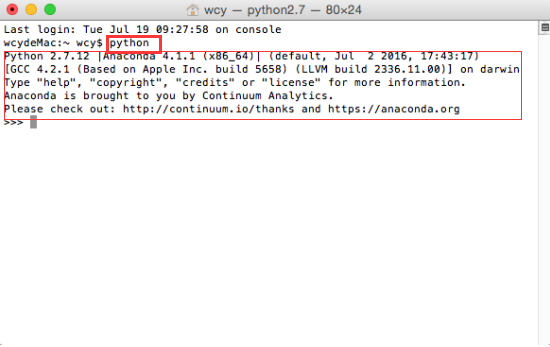 wcy — python2.7 — 80×24
Last login: Tue Jul 19 09:27:58 on console
wcydeMac:~ wcy$ python
Python 2.7.12 |Anaconda 4.1.1 (x86_64)| (default, Jul  2 2016, 17:43:17)
[GCC 4.2.1 (Based on Apple Inc. build 5658) (LLVM build 2336.11.00)] on darwin
Type "help", "copyright", "credits" or "license" for more information.
Anaconda is brought to you by Continuum Analytics.
Please check out: http://continuum.io/thanks and https://anaconda.org
>>>